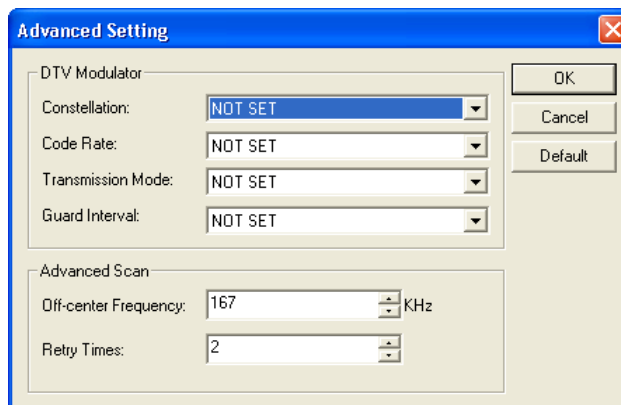 Advanced Setting
DTV Modulator
Constellation: NOT SET
Code Rate: NOT SET
Transmission Mode: NOT SET
Guard Interval: NOT SET
OK
Cancel
Default
Advanced Scan
Off-center Frequency: 167 KHz
Retry Times: 2